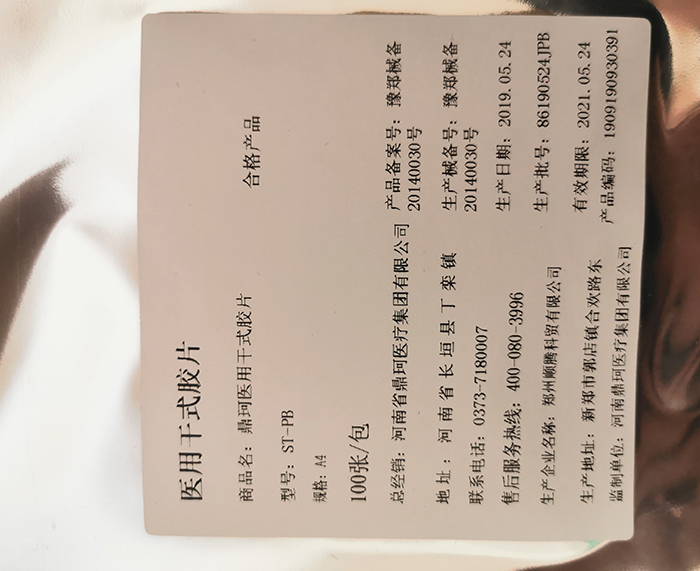 医用干式胶片
商品名：鼎珂医用干式胶片
合格产品
型号：ST-PB
规格：A4
100张/包
总经销：河南省鼎珂医疗集团有限公司
产品备案号：豫郑械备
20140030号
地址：河南省长垣县丁栾镇
生产械备号：豫郑械备
20140030号
联系电话：0373-7180007
生产日期：2019.05.24
售后服务热线：400-080-3996
生产批号：86190524JPB
生产企业名称：郑州顺腾科贸有限公司
有效期限：2021.05.24
生产地址：新郑市郭店镇合欢路东
产品编码：1909190930391
监制单位：河南鼎珂医疗集团有限公司